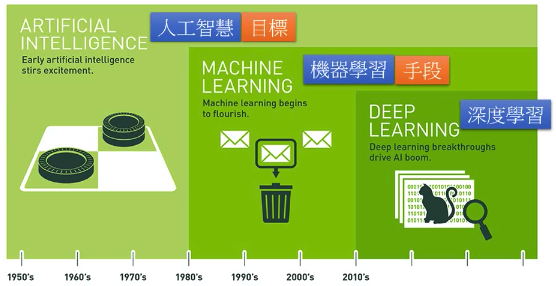 ARTIFICIAL
INTELLIGENCE
人工智慧 目標
Early artificial intelligence
stirs excitement.
MACHINE
LEARNING
機器學習 手段
Machine learning begins
to flourish.
DEEP
LEARNING
深度學習
Deep learning breakthroughs
drive AI boom.
1950's 1960's 1970's 1980's 1990's 2000's 2010's